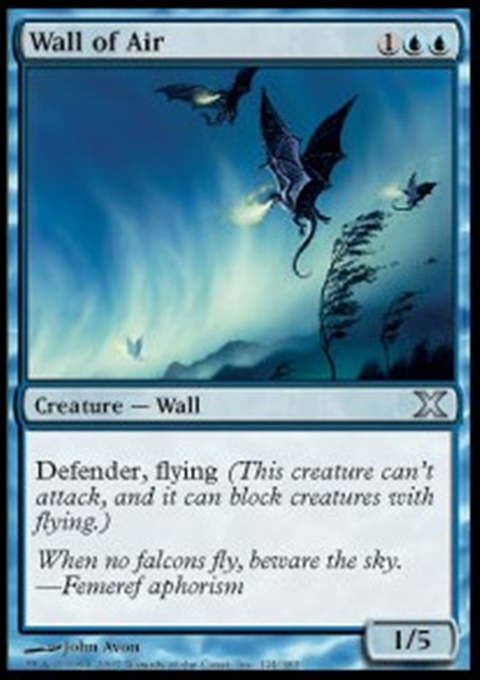 Wall of Air
1
Creature — Wall
X
Defender, flying (This creature can't
attack, and it can block creatures with
flying.)
When no falcons fly, beware the sky.
—Femeref aphorism
1/5
John Avon